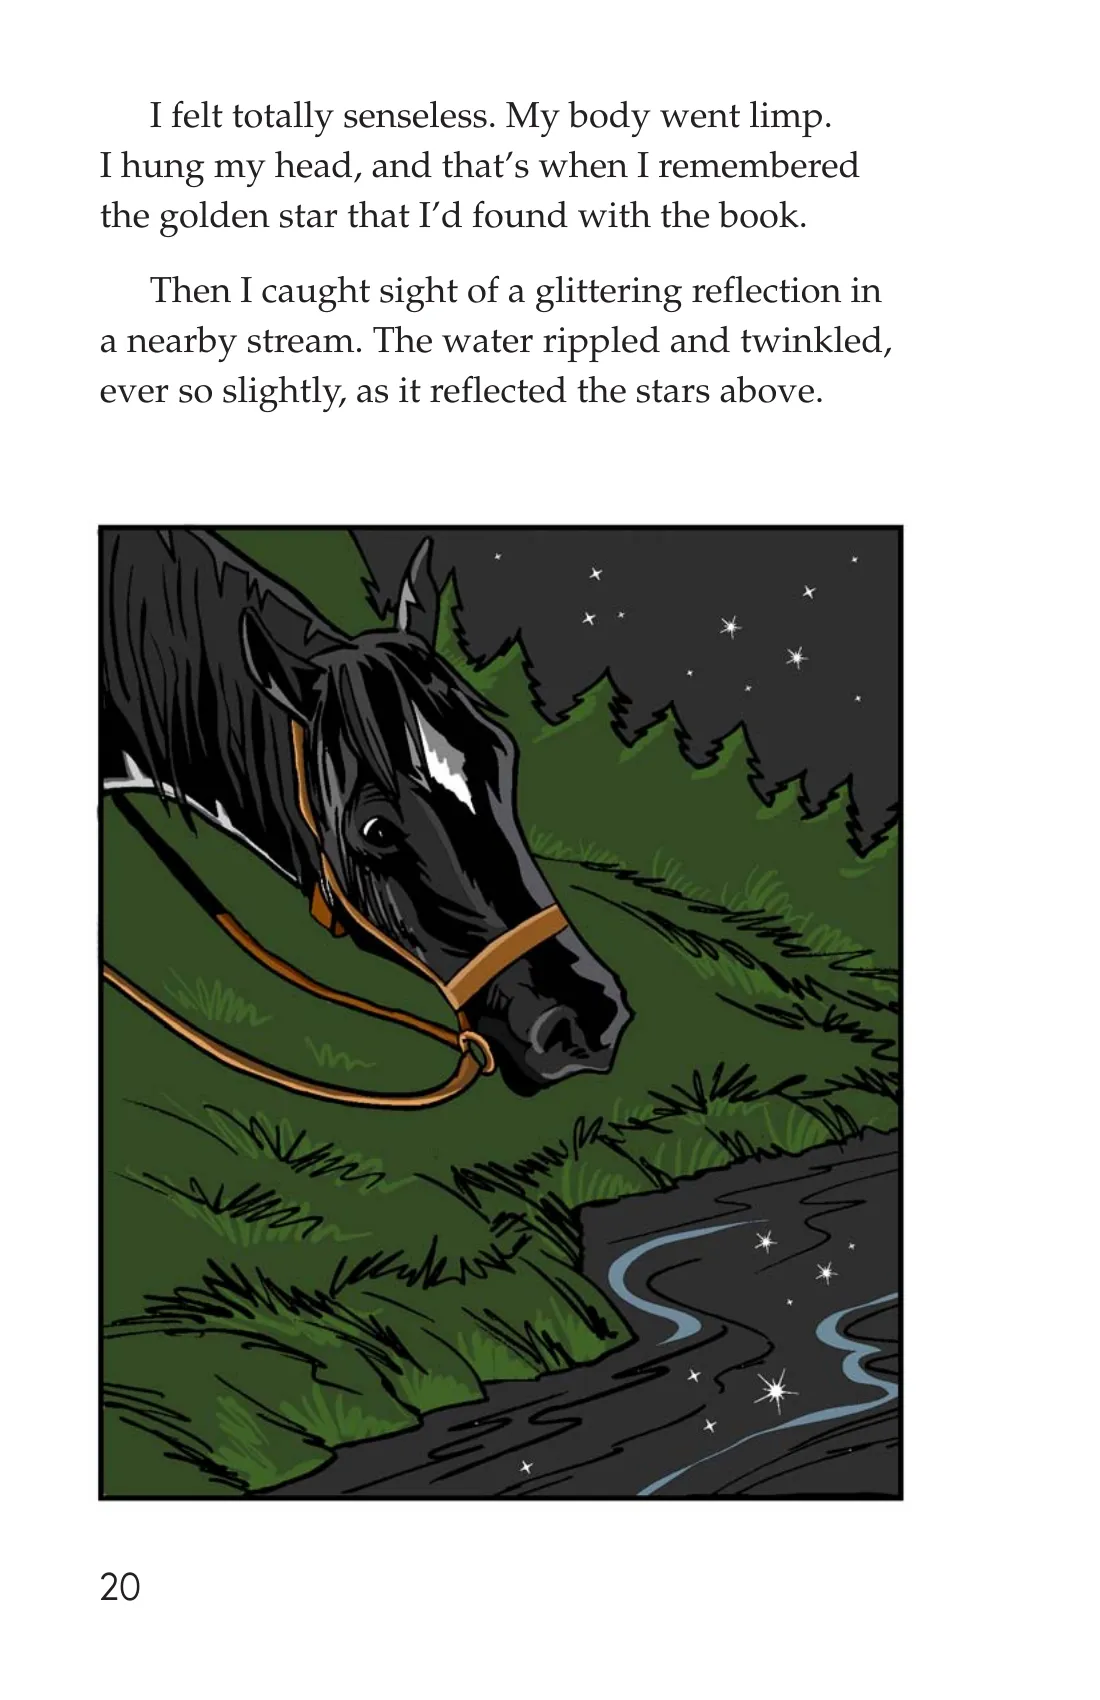 I felt totally senseless. My body went limp.
I hung my head, and that’s when I remembered
the golden star that I’d found with the book.
Then I caught sight of a glittering reflection in
a nearby stream. The water rippled and twinkled,
ever so slightly, as it reflected the stars above.
20